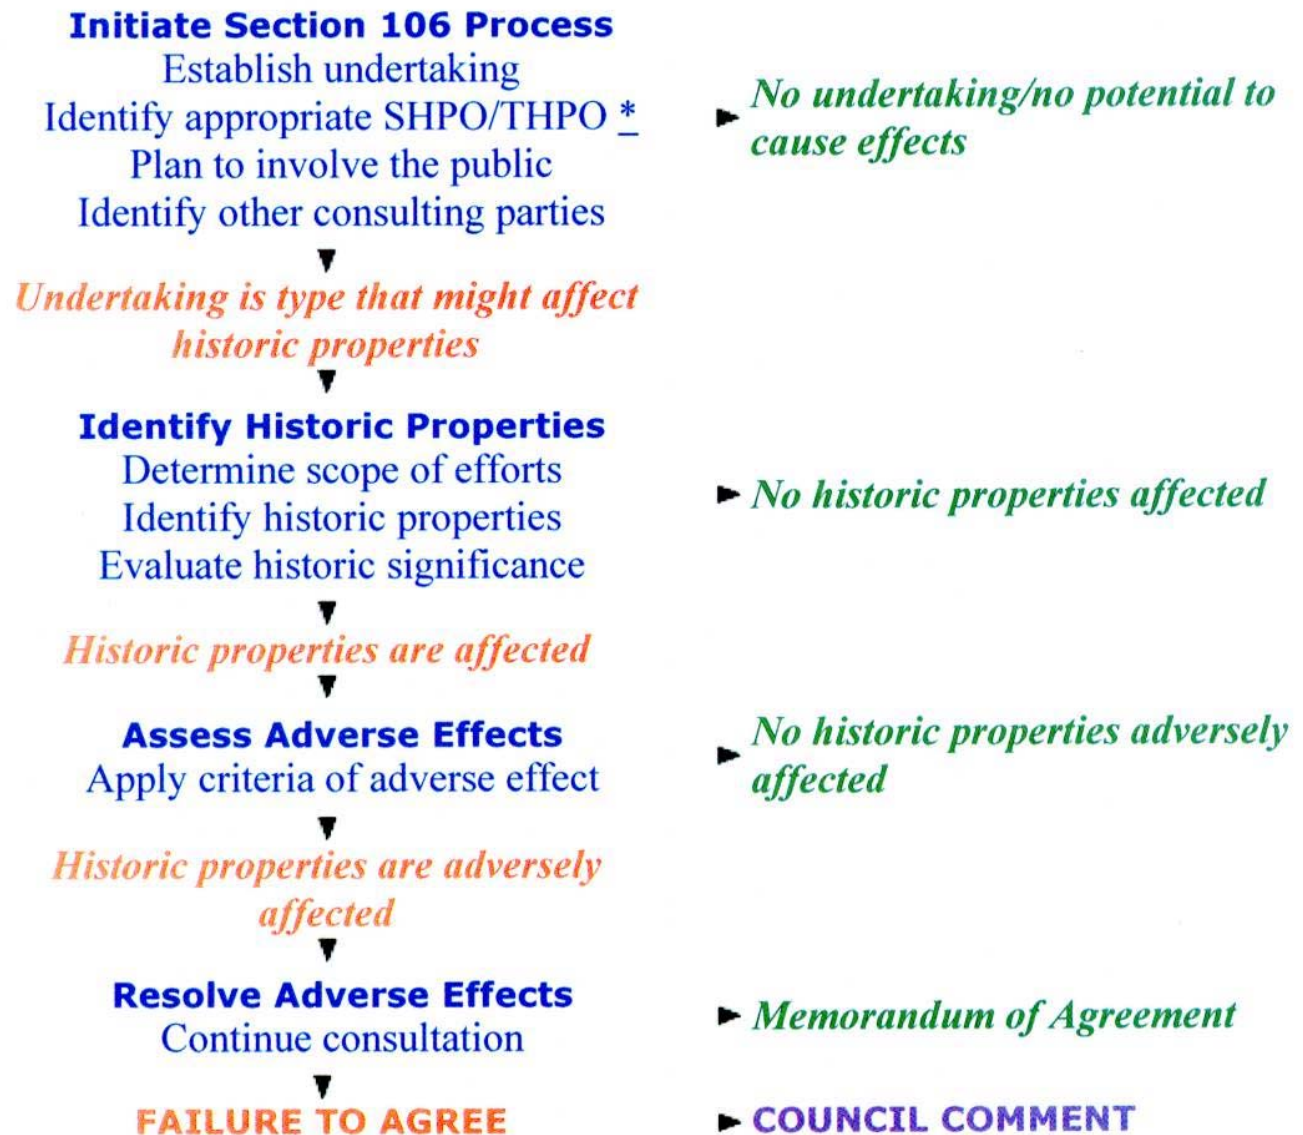 Initiate Section 106 Process
Establish undertaking
Identify appropriate SHPO/THPO *
Plan to involve the public
Identify other consulting parties
No undertaking/no potential to
cause effects
Undertaking is type that might affect
historic properties
Identify Historic Properties
Determine scope of efforts
Identify historic properties
Evaluate historic significance
No historic properties affected
Historic properties are affected
Assess Adverse Effects
Apply criteria of adverse effect
No historic properties adversely
affected
Historic properties are adversely
affected
Resolve Adverse Effects
Continue consultation
Memorandum of Agreement
FAILURE TO AGREE
COUNCIL COMMENT